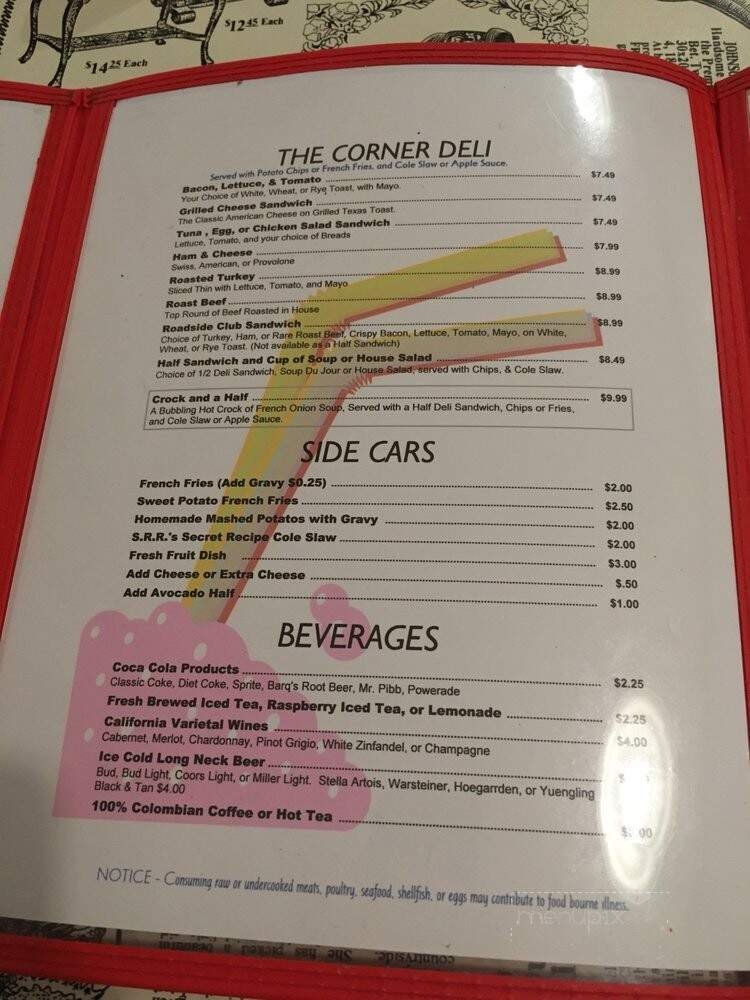 $12.45 Each
$14.25 Each
Handsome
the Prem
THE CORNER DELI
Served with Potato Chips or French Fries, and Cole Slaw or Apple Sauce.
Bacon, Lettuce, & Tomato $7.49
Your Choice of White, Wheat, or Rye Toast, with Mayo.
Grilled Cheese Sandwich $7.49
The Classic American Cheese on Grilled Texas Toast.
Tuna , Egg, or Chicken Salad Sandwich $7.49
Lettuce, Tomato, and your choice of Breads
Ham & Cheese $7.99
Swiss, American, or Provolone
Roasted Turkey $8.99
Sliced Thin with Lettuce, Tomato, and Mayo
Roast Beef $8.99
Top Round of Beef Roasted in House
Roadside Club Sandwich $8.99
Choice of Turkey, Ham, or Rare Roast Beef, Crispy Bacon, Lettuce, Tomato, Mayo, on White,
Wheat, or Rye Toast. (Not available as a Half Sandwich)
Half Sandwich and Cup of Soup or House Salad $8.49
Choice of 1/2 Deli Sandwich, Soup Du Jour or House Salad, served with Chips, & Cole Slaw.
Crock and a Half $9.99
A Bubbling Hot Crock of French Onion Soup, Served with a Half Deli Sandwich, Chips or Fries,
and Cole Slaw or Apple Sauce.
SIDE CARS
French Fries (Add Gravy $0.25) $2.00
Sweet Potato French Fries $2.50
Homemade Mashed Potatos with Gravy $2.00
S.R.R.'s Secret Recipe Cole Slaw $2.00
Fresh Fruit Dish $3.00
Add Cheese or Extra Cheese $.50
Add Avocado Half $1.00
BEVERAGES
Coca Cola Products $2.25
Classic Coke, Diet Coke, Sprite, Barq's Root Beer, Mr. Pibb, Powerade
Fresh Brewed Iced Tea, Raspberry Iced Tea, or Lemonade $2.25
California Varietal Wines $4.00
Cabernet, Merlot, Chardonnay, Pinot Grigio, White Zinfandel, or Champagne
Ice Cold Long Neck Beer
Bud, Bud Light, Coors Light, or Miller Light. Stella Artois, Warsteiner, Hoegarrden, or Yuengling
Black & Tan $4.00
100% Colombian Coffee or Hot Tea
NOTICE - Consuming raw or undercooked meats, poultry, seafood, shellfish, or eggs may contribute to food bourne illness.
menupix
countryside. She has picked a beautiful